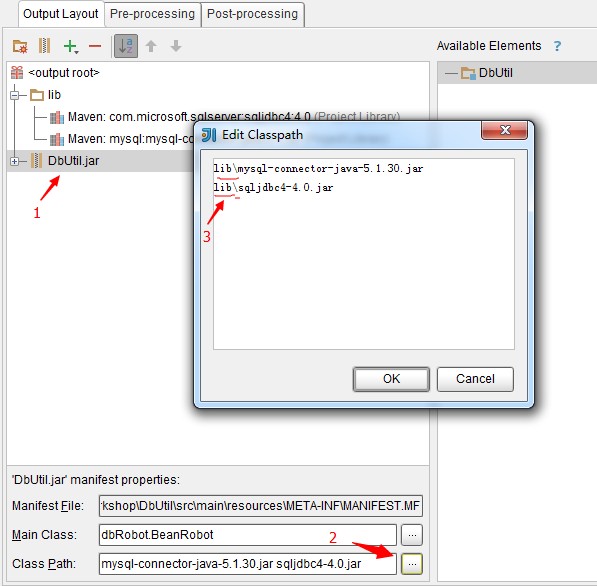 Output Layout Pre-processing Post-processing
Available Elements ?
<output root>
DbUtil
lib
Maven: com.microsoft.sqlserver:sqljdbc4:4.0 (Project Library)
Maven: mysql:mysql-co
DbUtil.jar
1
Edit Classpath
lib\mysql-connector-java-5.1.30.jar
lib\sqljdbc4-4.0.jar
3
OK Cancel
'DbUtil.jar' manifest properties:
Manifest File: rkshop\DbUtil\src\main\resources\META-INF\MANIFEST.MF
Main Class: dbRobot.BeanRobot ...
2
Class Path: mysql-connector-java-5.1.30.jar sqljdbc4-4.0.jar ...